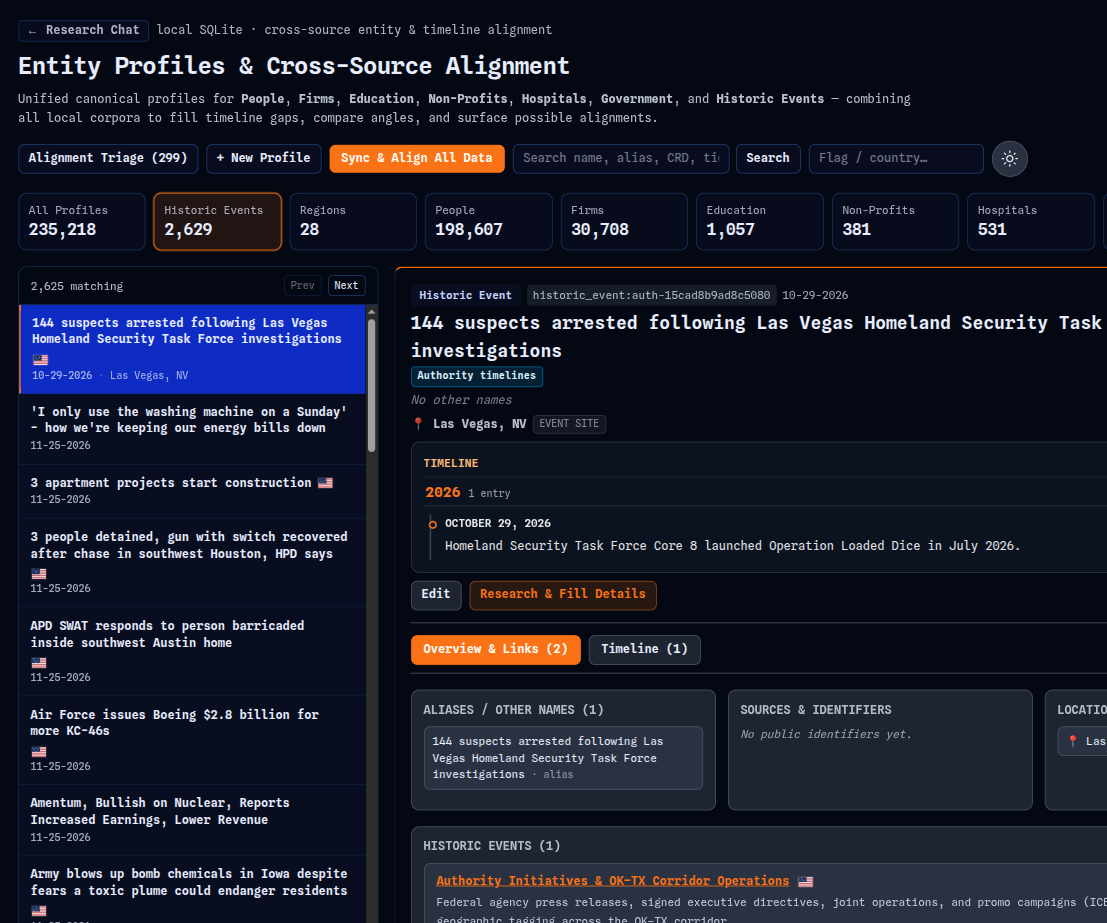 ← Research Chat local SQLite · cross-source entity & timeline alignment
Entity Profiles & Cross-Source Alignment
Unified canonical profiles for People, Firms, Education, Non-Profits, Hospitals, Government, and Historic Events — combining
all local corpora to fill timeline gaps, compare angles, and surface possible alignments.
Alignment Triage (299) + New Profile Sync & Align All Data Search name, alias, CRD, ti Search Flag / country…
All Profiles Historic Events Regions People Firms Education Non-Profits Hospitals
235,218 2,629 28 198,607 30,708 1,057 381 531
2,625 matching Prev Next
144 suspects arrested following Las Vegas
Homeland Security Task Force investigations
10-29-2026 · Las Vegas, NV
'I only use the washing machine on a Sunday'
- how we're keeping our energy bills down
11-25-2026
3 apartment projects start construction
11-25-2026
3 people detained, gun with switch recovered
after chase in southwest Houston, HPD says
11-25-2026
APD SWAT responds to person barricaded
inside southwest Austin home
11-25-2026
Air Force issues Boeing $2.8 billion for
more KC-46s
11-25-2026
Amentum, Bullish on Nuclear, Reports
Increased Earnings, Lower Revenue
11-25-2026
Army blows up bomb chemicals in Iowa despite
fears a toxic plume could endanger residents
Historic Event historic_event:auth-15cad8b9ad8c5080 10-29-2026
144 suspects arrested following Las Vegas Homeland Security Task
investigations
Authority timelines
No other names
Las Vegas, NV EVENT SITE
TIMELINE
2026 1 entry
OCTOBER 29, 2026
Homeland Security Task Force Core 8 launched Operation Loaded Dice in July 2026.
Edit Research & Fill Details
Overview & Links (2) Timeline (1)
ALIASES / OTHER NAMES (1)
144 suspects arrested following Las
Vegas Homeland Security Task Force
investigations · alias
SOURCES & IDENTIFIERS
No public identifiers yet.
LOCATIO
Las
HISTORIC EVENTS (1)
Authority Initiatives & OK-TX Corridor Operations
Federal agency press releases, signed executive directives, joint operations, and promo campaigns (ICE
geographic tagging across the OK-TX corridor